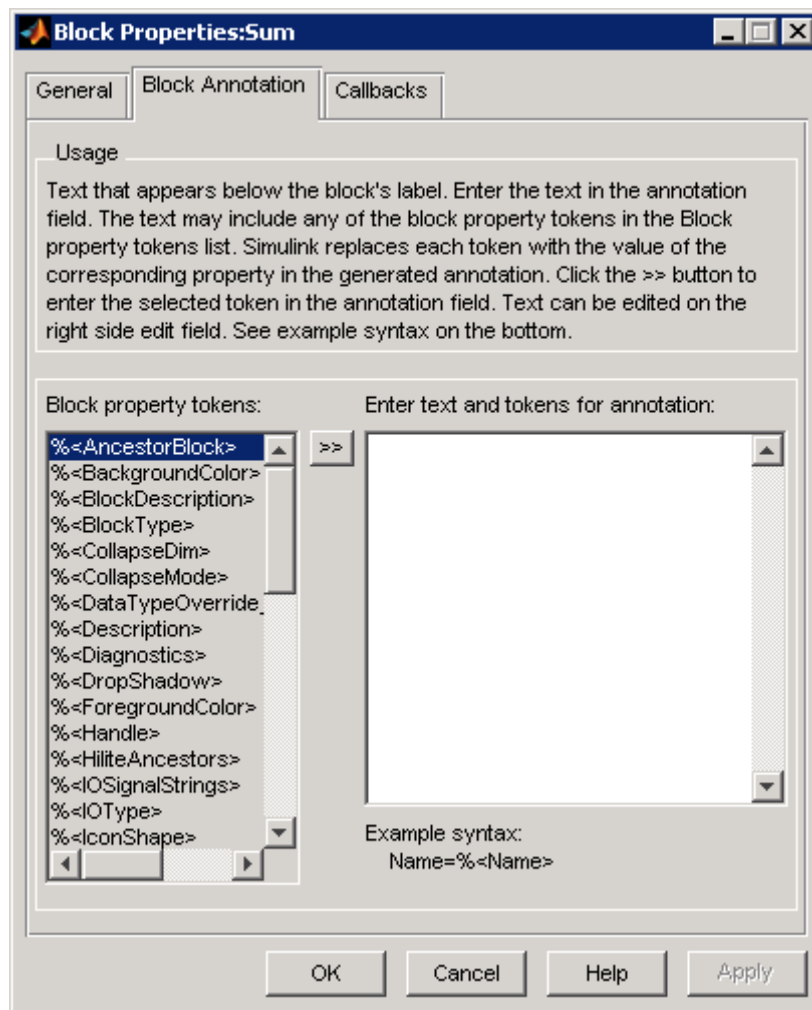 Block Properties:Sum
General
Block Annotation
Callbacks
Usage
Text that appears below the block's label. Enter the text in the annotation
field. The text may include any of the block property tokens in the Block
property tokens list. Simulink replaces each token with the value of the
corresponding property in the generated annotation. Click the >> button to
enter the selected token in the annotation field. Text can be edited on the
right side edit field. See example syntax on the bottom.
Block property tokens:
%<AncestorBlock>
%<BackgroundColor>
%<BlockDescription>
%<BlockType>
%<CollapseDim>
%<CollapseMode>
%<DataTypeOverride_
%<Description>
%<Diagnostics>
%<DropShadow>
%<ForegroundColor>
%<Handle>
%<HiliteAncestors>
%<IOSignalStrings>
%<IOType>
%<IconShape>
>>
Enter text and tokens for annotation:
Example syntax:
Name=%<Name>
OK
Cancel
Help
Apply